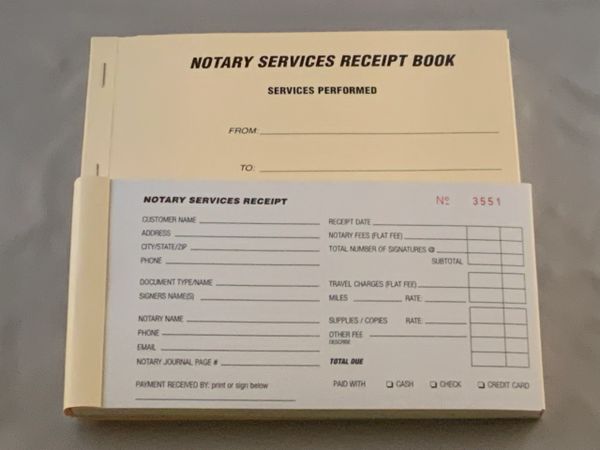 NOTARY SERVICES RECEIPT BOOK
SERVICES PERFORMED
FROM:
TO:
NOTARY SERVICES RECEIPT
Nº 3551
CUSTOMER NAME
ADDRESS
CITY/STATE/ZIP
PHONE
DOCUMENT TYPE/NAME
SIGNERS NAME(S)
NOTARY NAME
PHONE
EMAIL
NOTARY JOURNAL PAGE #
PAYMENT RECEIVED BY: print or sign below
RECEIPT DATE
NOTARY FEES (FLAT FEE)
TOTAL NUMBER OF SIGNATURES @
SUBTOTAL
TRAVEL CHARGES (FLAT FEE)
MILES RATE:
SUPPLIES / COPIES RATE:
OTHER FEE
DESCRIBE
TOTAL DUE
PAID WITH ❏ CASH ❏ CHECK ❏ CREDIT CARD